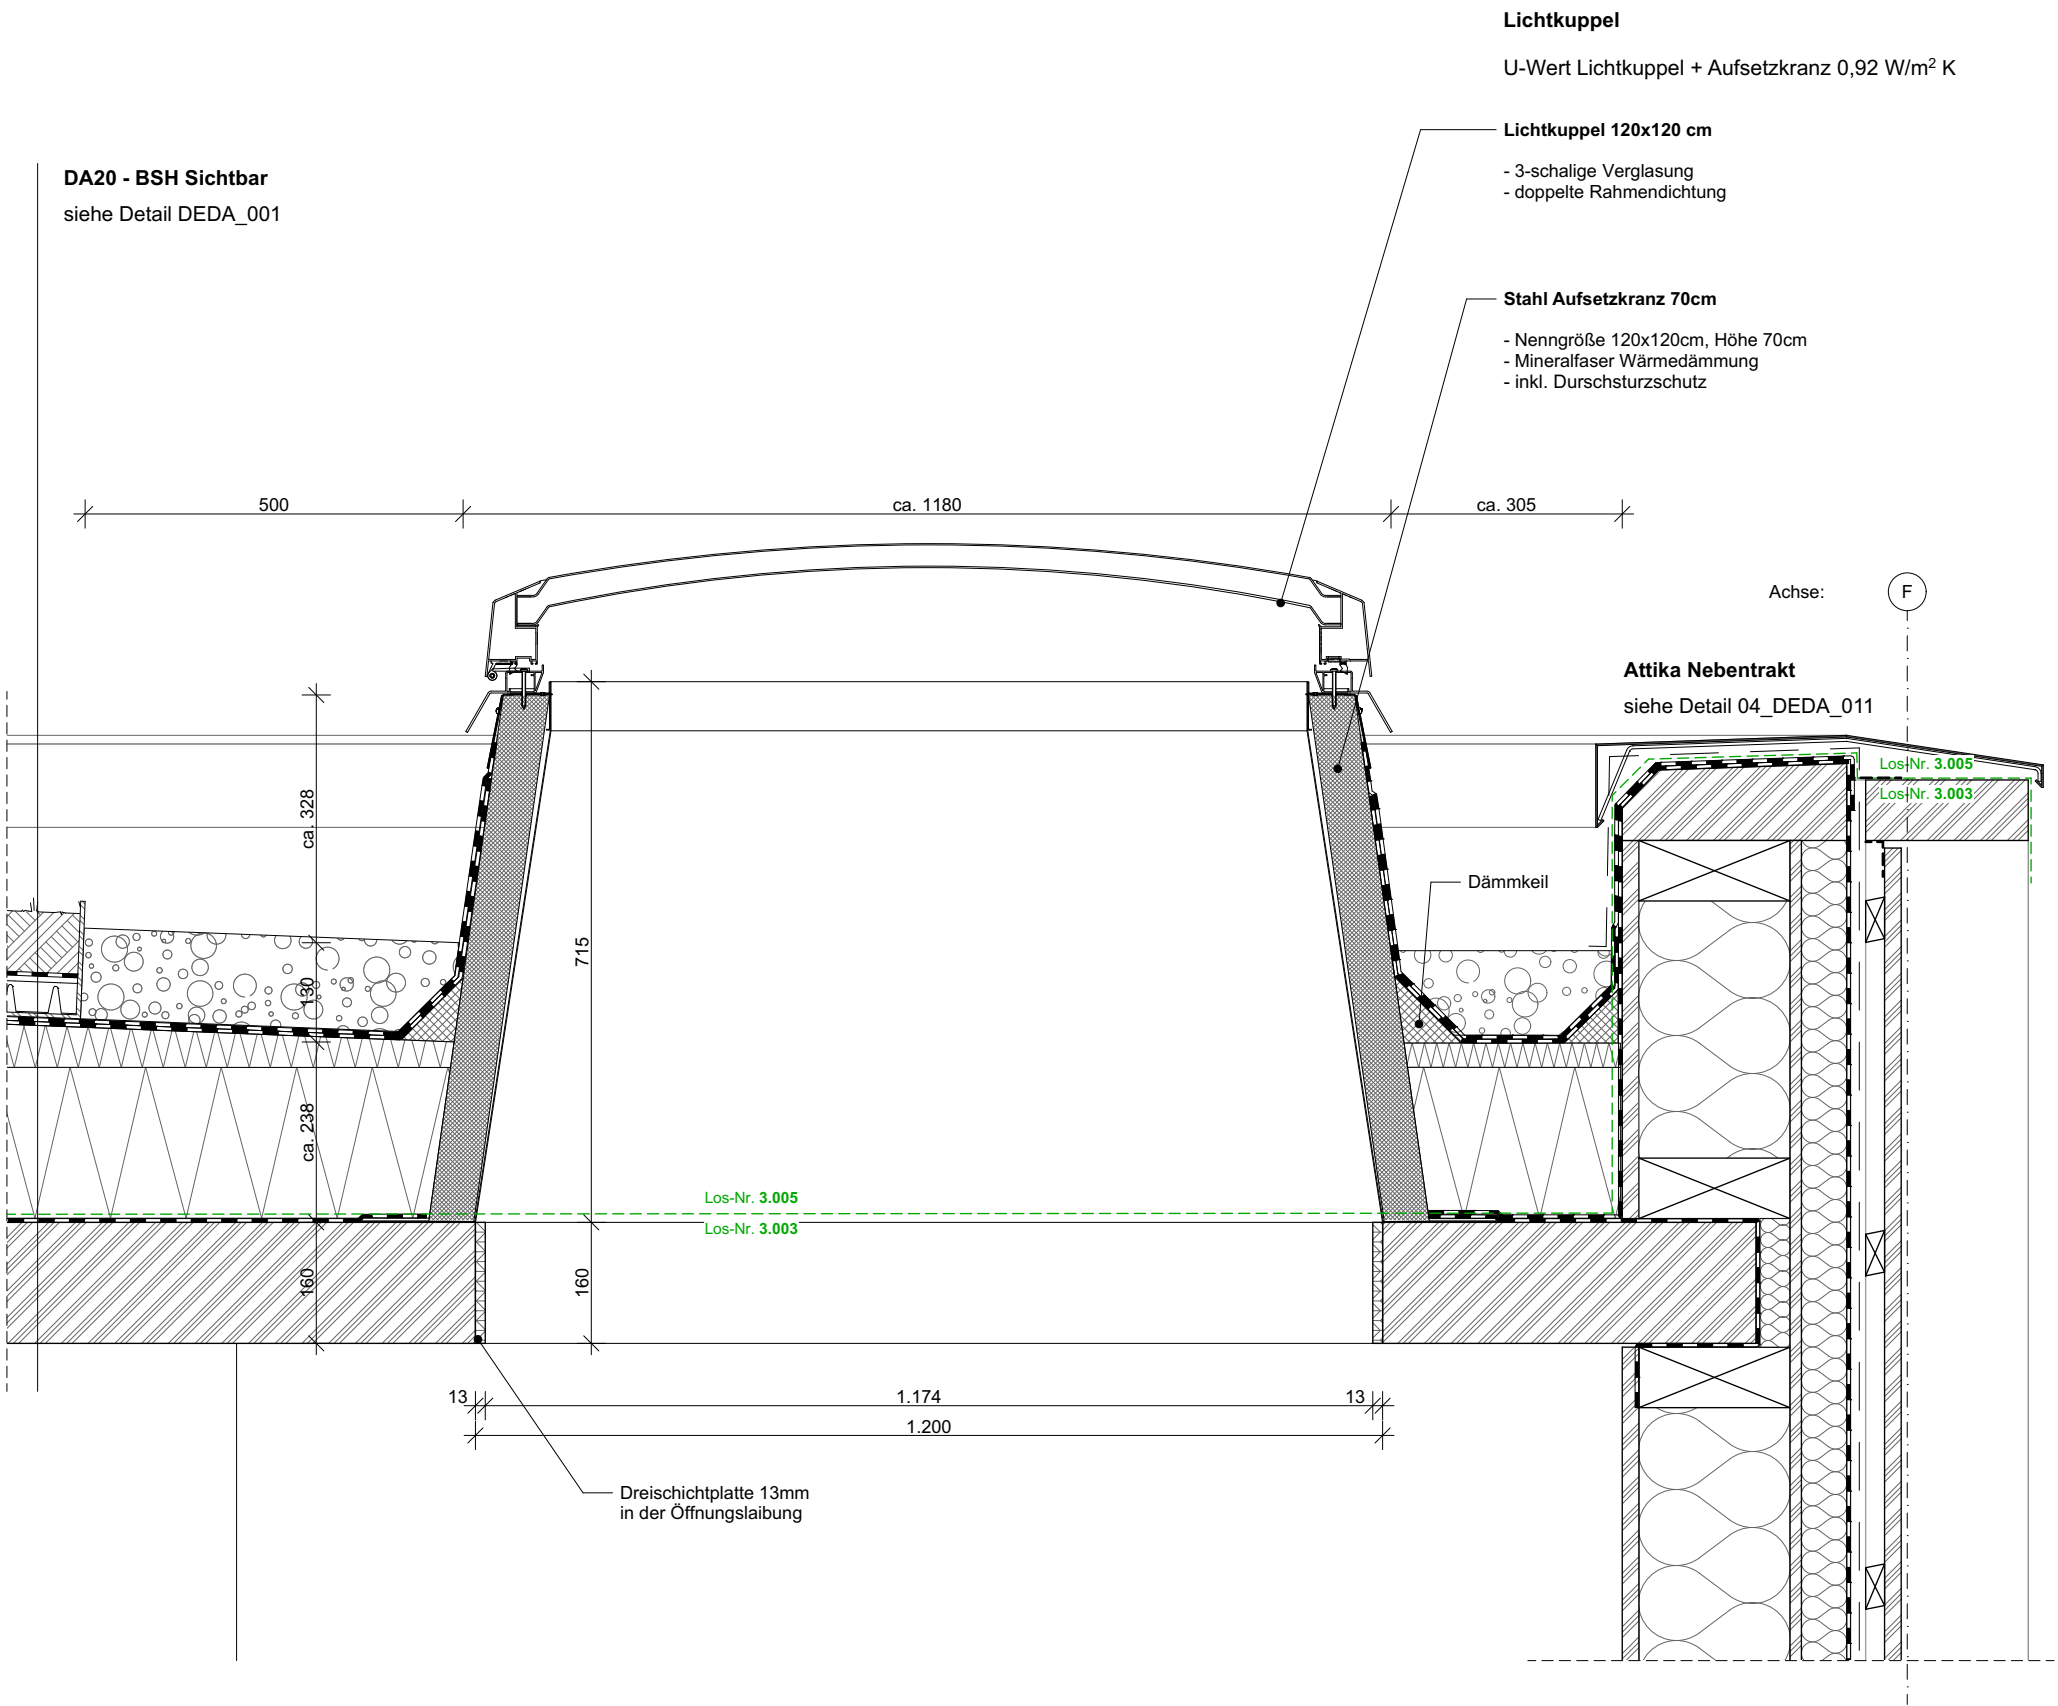 Lichtkuppel
U-Wert Lichtkuppel + Aufsetzkranz 0,92 W/m² K
Lichtkuppel 120x120 cm
- 3-schalige Verglasung
- doppelte Rahmendichtung
DA20 - BSH Sichtbar
siehe Detail DEDA_001
Stahl Aufsetzkranz 70cm
- Nenngröße 120x120cm, Höhe 70cm
- Mineralfaser Wärmedämmung
- inkl. Durschsturzschutz
500
ca. 1180
ca. 305
Achse:
F
Attika Nebentrakt
siehe Detail 04_DEDA_011
Los-Nr. 3.005
Los-Nr. 3.003
ca. 328
Dämmkeil
715
130
ca. 238
Los-Nr. 3.005
Los-Nr. 3.003
160
160
13
1.174
13
1.200
Dreischichtplatte 13mm
in der Öffnungslaibung